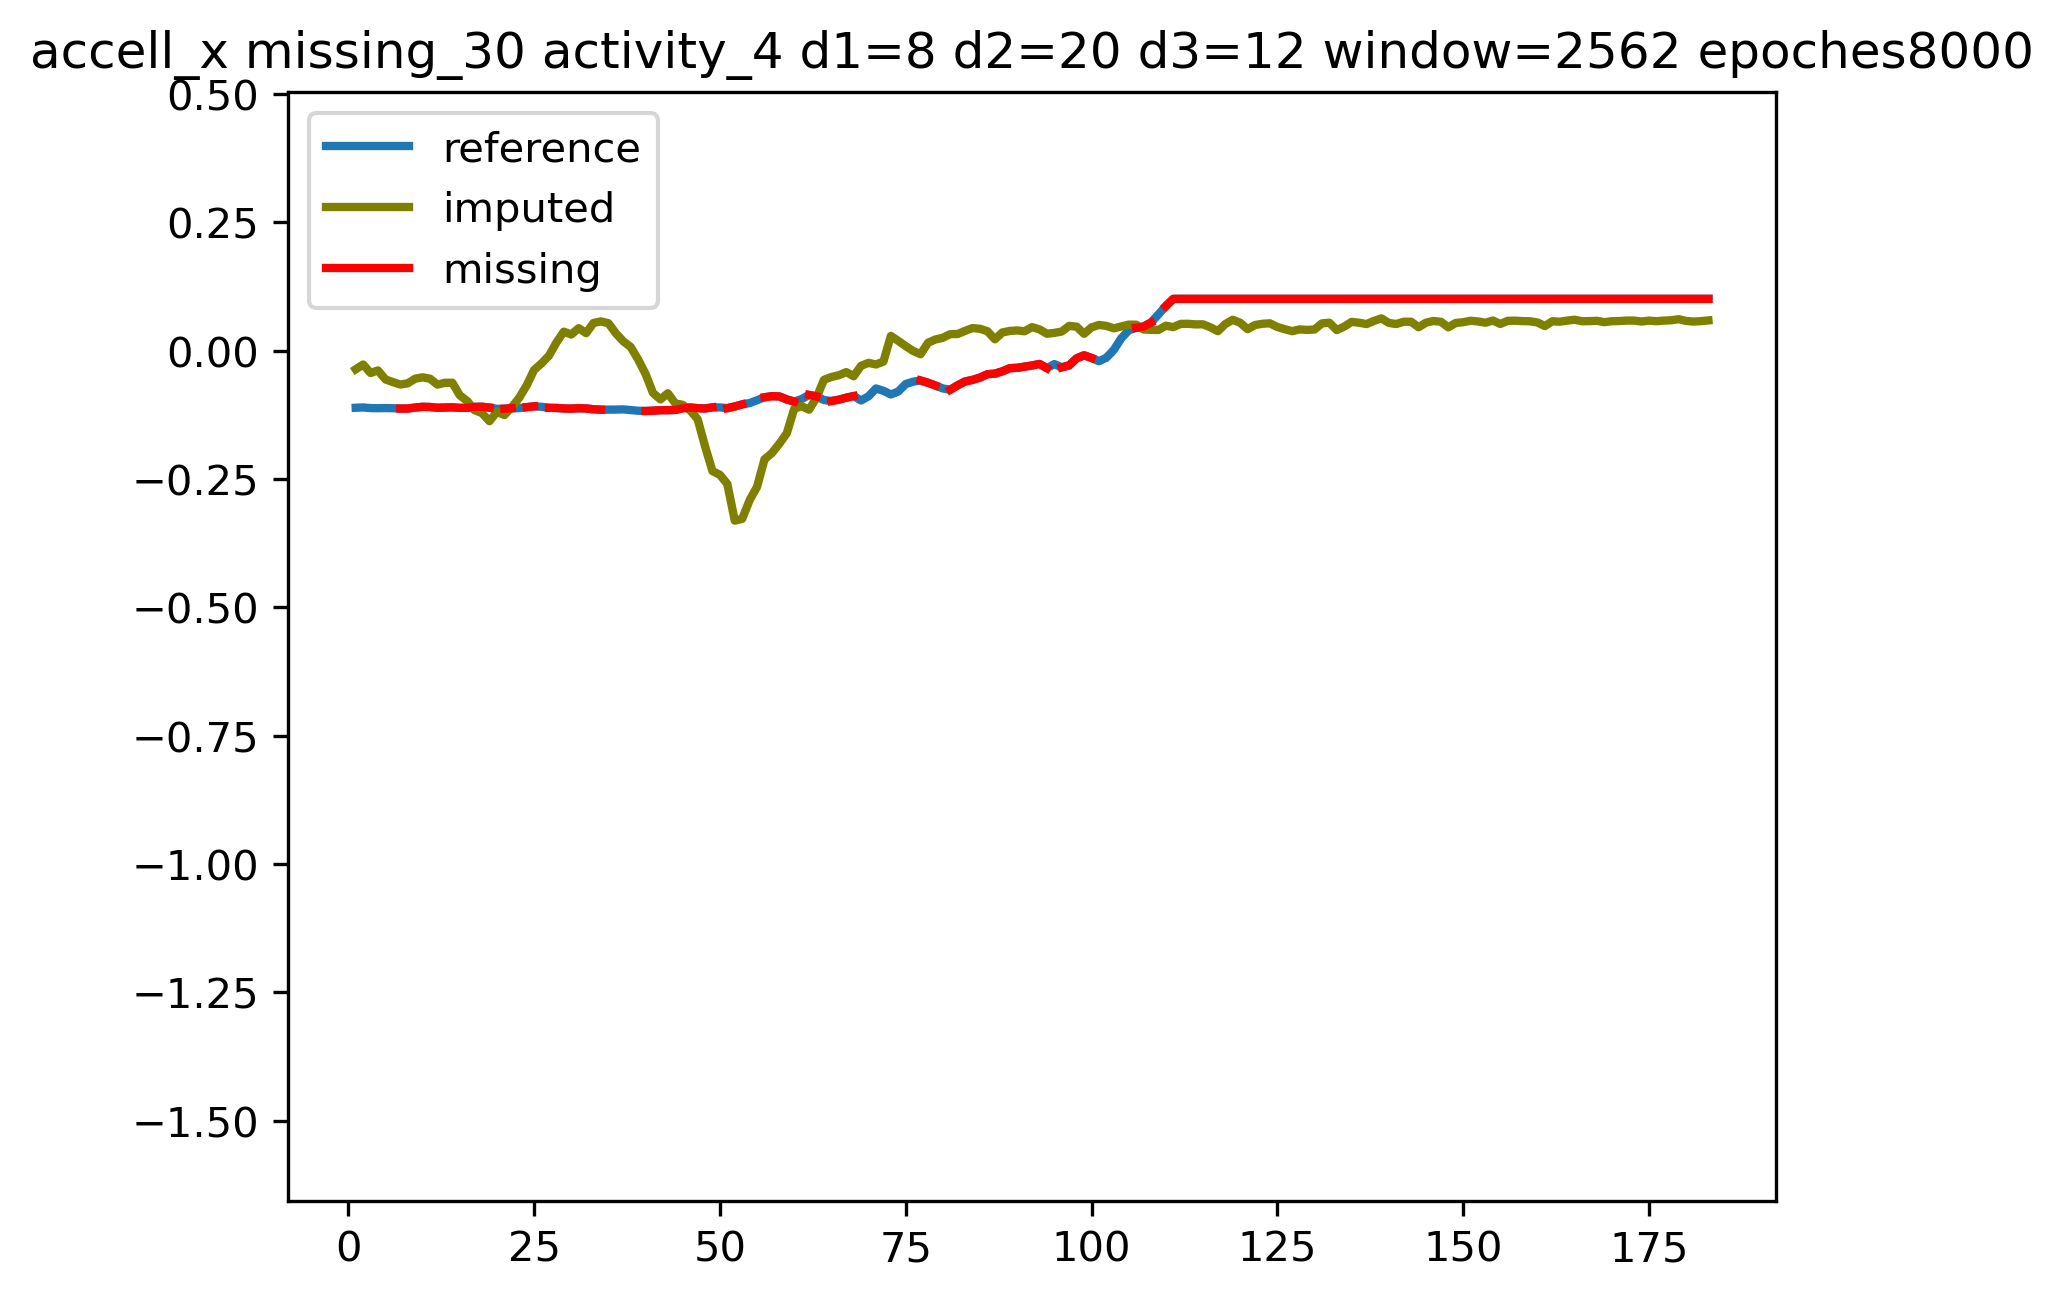 accell_x missing_30 activity_4 d1=8 d2=20 d3=12 window=2562 epoches8000
0.50
0.25
0.00
−0.25
−0.50
−0.75
−1.00
−1.25
−1.50
reference
imputed
missing
0 25 50 75 100 125 150 175